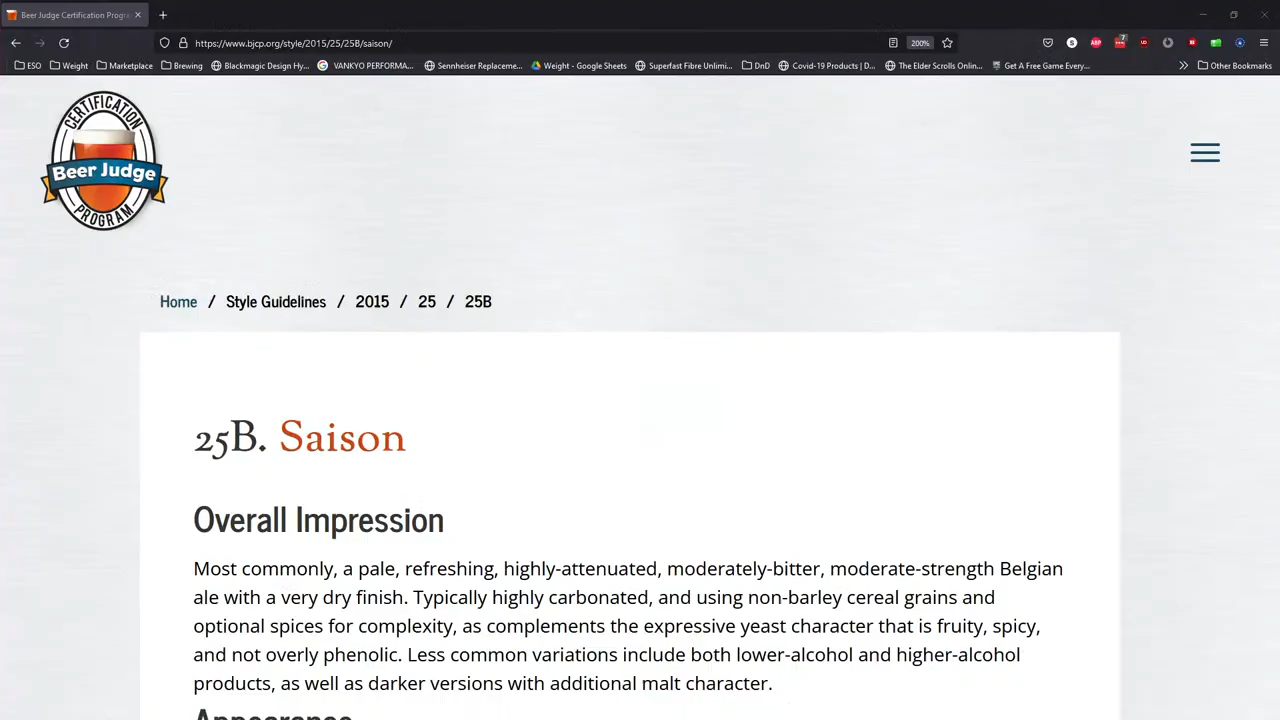 Beer Judge Certification Progr
https://www.bjcp.org/style/2015/25/25B/saison/
200%
7
ESO
Weight
Marketplace
Brewing
Blackmagic Design Hy...
VANKYO PERFORMA...
Sennheiser Replaceme...
Weight - Google Sheets
Superfast Fibre Unlimi...
DnD
Covid-19 Products | D...
The Elder Scrolls Onlin...
Get A Free Game Every...
Other Bookmarks
CERTIFICATION
Beer Judge
PROGRAM
Home / Style Guidelines / 2015 / 25 / 25B
25B. Saison
Overall Impression
Most commonly, a pale, refreshing, highly-attenuated, moderately-bitter, moderate-strength Belgian
ale with a very dry finish. Typically highly carbonated, and using non-barley cereal grains and
optional spices for complexity, as complements the expressive yeast character that is fruity, spicy,
and not overly phenolic. Less common variations include both lower-alcohol and higher-alcohol
products, as well as darker versions with additional malt character.
Appearance